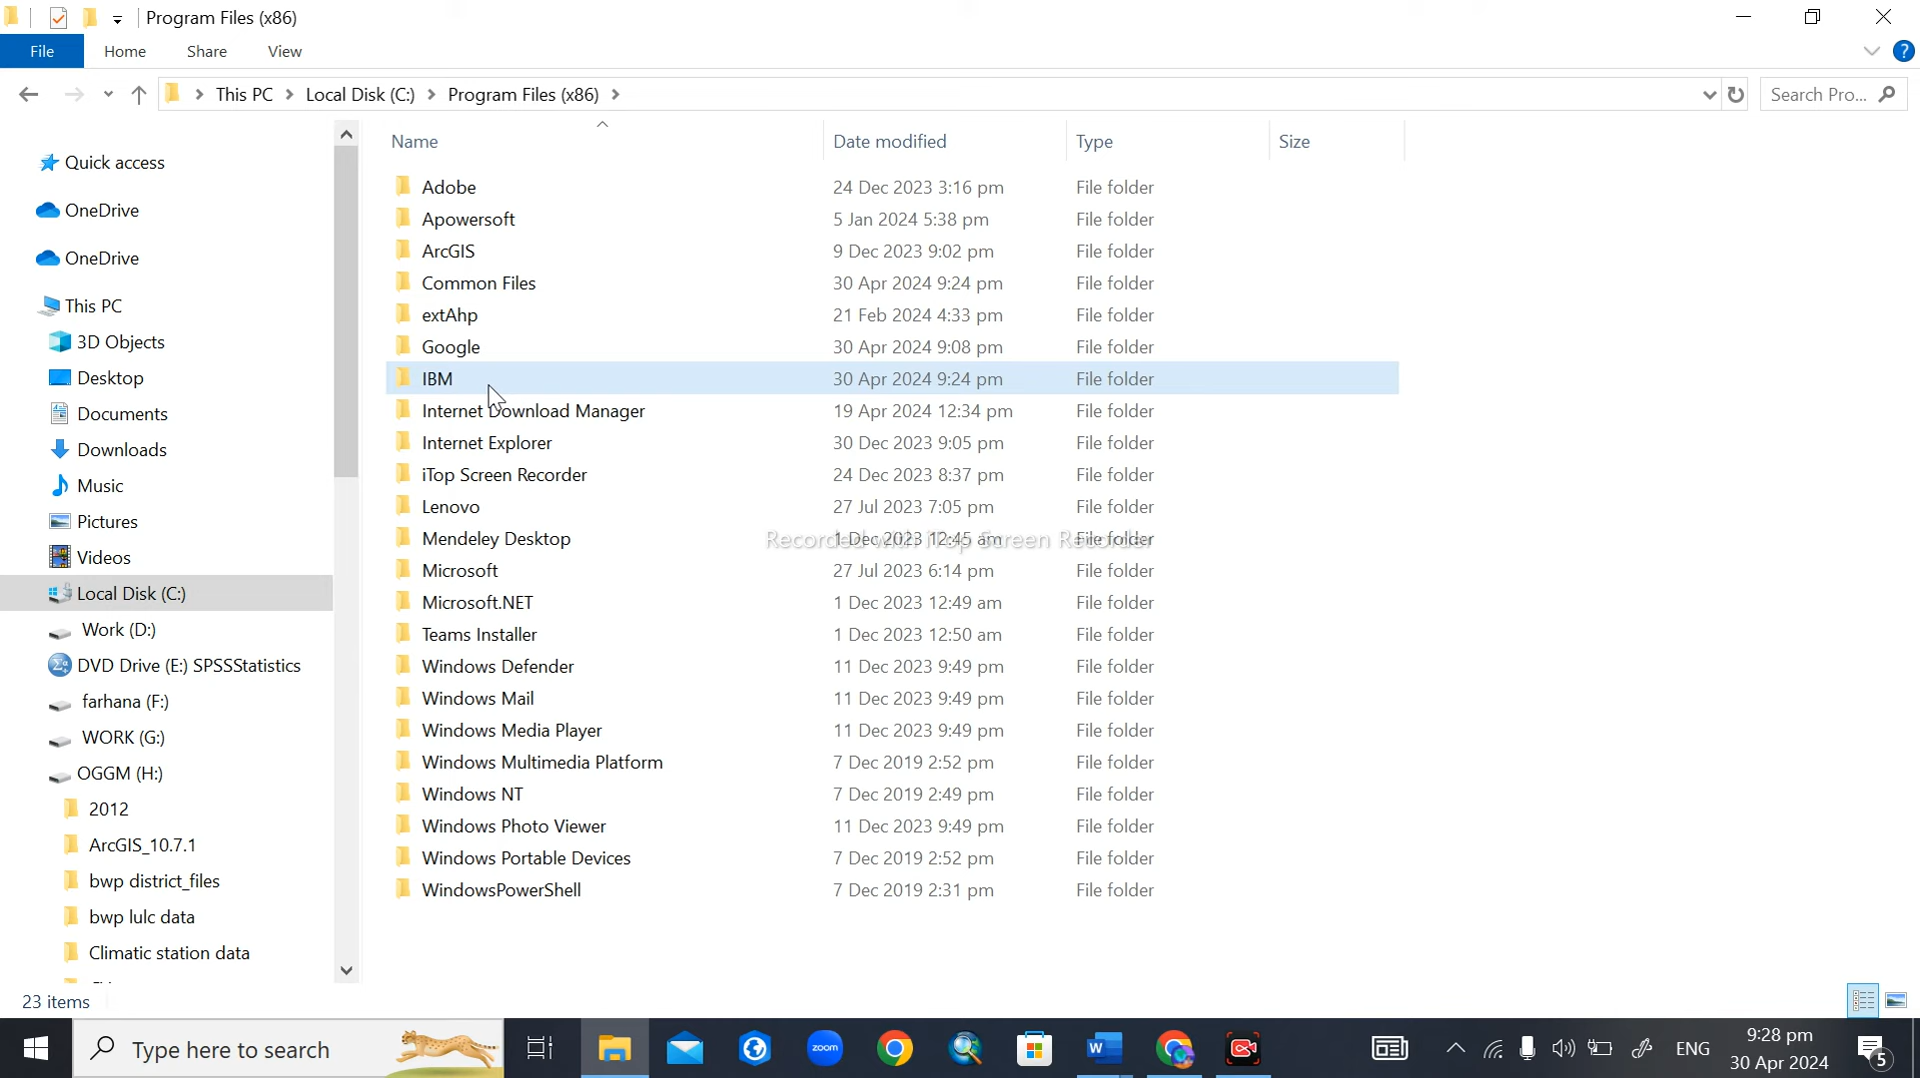 Program Files (x86)
File Home Share View
This PC Local Disk (C:) Program Files (x86) Search Pro...
Name Date modified Type Size
Quick access
OneDrive
OneDrive
This PC
3D Objects
Desktop
Documents
Downloads
Music
Pictures
Videos
Local Disk (C:)
Work (D:)
DVD Drive (E:) SPSSStatistics
farhana (F:)
WORK (G:)
OGGM (H:)
2012
ArcGIS_10.7.1
bwp district_files
bwp lulc data
Climatic station data
Adobe 24 Dec 2023 3:16 pm File folder
Apowersoft 5 Jan 2024 5:38 pm File folder
ArcGIS 9 Dec 2023 9:02 pm File folder
Common Files 30 Apr 2024 9:24 pm File folder
extAhp 21 Feb 2024 4:33 pm File folder
Google 30 Apr 2024 9:08 pm File folder
IBM 30 Apr 2024 9:24 pm File folder
Internet Download Manager 19 Apr 2024 12:34 pm File folder
Internet Explorer 30 Dec 2023 9:05 pm File folder
iTop Screen Recorder 24 Dec 2023 8:37 pm File folder
Lenovo 27 Jul 2023 7:05 pm File folder
Mendeley Desktop 1 Dec 2023 12:45 am File folder
Recorded with iTop Screen Recorder
Microsoft 27 Jul 2023 6:14 pm File folder
Microsoft.NET 1 Dec 2023 12:49 am File folder
Teams Installer 1 Dec 2023 12:50 am File folder
Windows Defender 11 Dec 2023 9:49 pm File folder
Windows Mail 11 Dec 2023 9:49 pm File folder
Windows Media Player 11 Dec 2023 9:49 pm File folder
Windows Multimedia Platform 7 Dec 2019 2:52 pm File folder
Windows NT 7 Dec 2019 2:49 pm File folder
Windows Photo Viewer 11 Dec 2023 9:49 pm File folder
Windows Portable Devices 7 Dec 2019 2:52 pm File folder
WindowsPowerShell 7 Dec 2019 2:31 pm File folder
23 items
Type here to search zoom W ENG 9:28 pm
30 Apr 2024 5